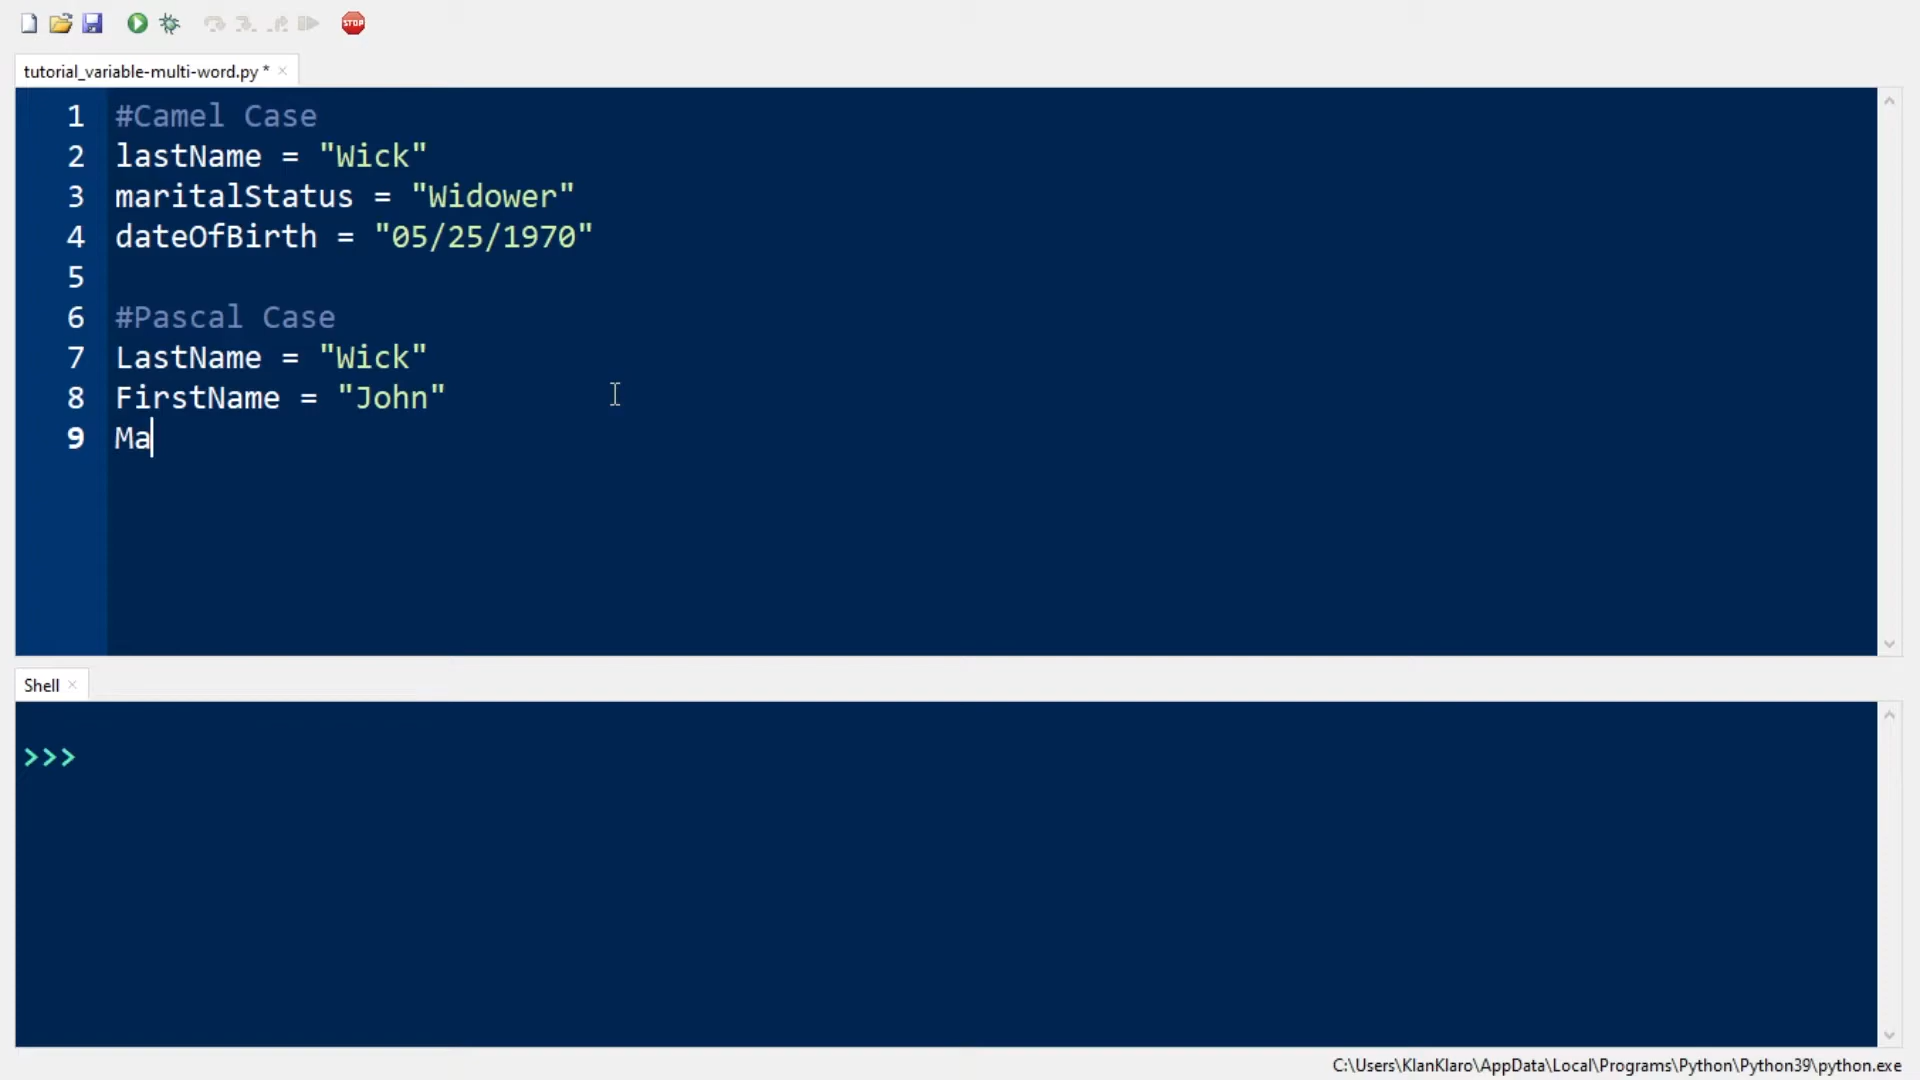 STOP
tutorial_variable-multi-word.py * ×
1 #Camel Case
2 lastName = "Wick"
3 maritalStatus = "Widower"
4 dateOfBirth = "05/25/1970"
5
6 #Pascal Case
7 LastName = "Wick"
8 FirstName = "John"
9 Ma
Shell ×
>>>
C:\Users\KlanKlaro\AppData\Local\Programs\Python\Python39\python.exe